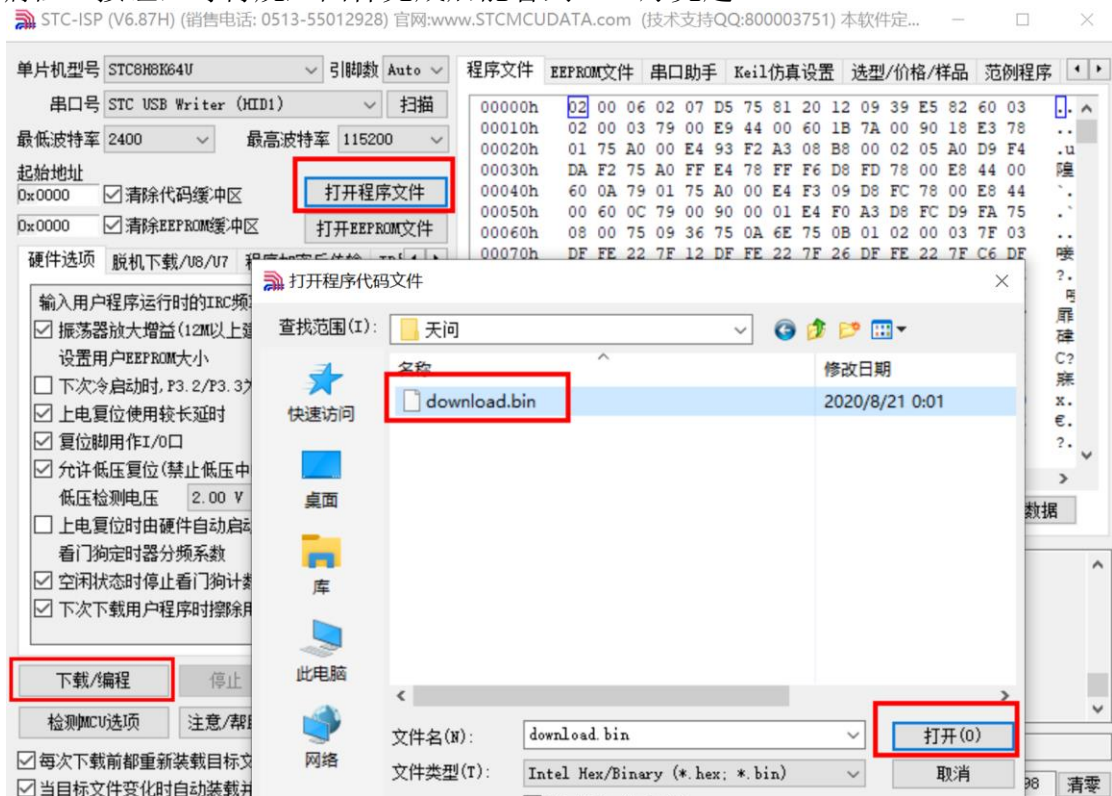 STC-ISP (V6.87H) (销售电话: 0513-55012928) 官网:www.STCMCUDATA.com (技术支持QQ:800003751) 本软件定...
单片机型号 STC8H8K64U 引脚数 Auto
串口号 STC USB Writer (HID1) 扫描
最低波特率 2400 最高波特率 115200
起始地址
0x0000 清除代码缓冲区 打开程序文件
0x0000 清除EEPROM缓冲区 打开EEPROM文件
硬件选项 脱机下载/U8/U7
输入用户程序运行时的IRC频
振荡器放大增益(12M以上
设置用户EEPROM大小
下次冷启动时,P3.2/P3.3为
上电复位使用较长延时
复位脚用作I/O口
允许低压复位(禁止低压中
低压检测电压 2.00 V
上电复位时由硬件自动启动
看门狗定时器分频系数
空闲状态时停止看门狗计数
下次下载用户程序时擦除用
下载/编程 停止
检测MCU选项 注意/帮助
每次下载前都重新装载目标文
当目标文件变化时自动装载并
程序文件 EEPROM文件 串口助手 Keil仿真设置 选型/价格/样品 范例程序
00000h 02 00 06 02 07 D5 75 81 20 12 09 39 E5 82 60 03
00010h 02 00 03 79 00 E9 44 00 60 1B 7A 00 90 18 E3 78
00020h 01 75 A0 00 E4 93 F2 A3 08 B8 00 02 05 A0 D9 F4 .u
00030h DA F2 75 A0 FF E4 78 FF F6 D8 FD 78 00 E8 44 00
00040h 60 0A 79 01 75 A0 00 E4 F3 09 D8 FC 78 00 E8 44 `.
00050h 00 60 0C 79 00 90 00 01 E4 F0 A3 D8 FC D9 FA 75 .`
00060h 08 00 75 09 36 75 0A 6E 75 0B 01 02 00 03 7F 03 ..
00070h DF FE 22 7F 12 DF FE 22 7F 26 DF FE 22 7F C6 DF
?.
C?
x.
€.
?.
数据
98 清零
打开程序代码文件
查找范围(I): 天问
名称 修改日期
download.bin 2020/8/21 0:01
快速访问
桌面
库
此电脑
网络
文件名(N): download.bin 打开(O)
文件类型(T): Intel Hex/Binary (*.hex; *.bin) 取消